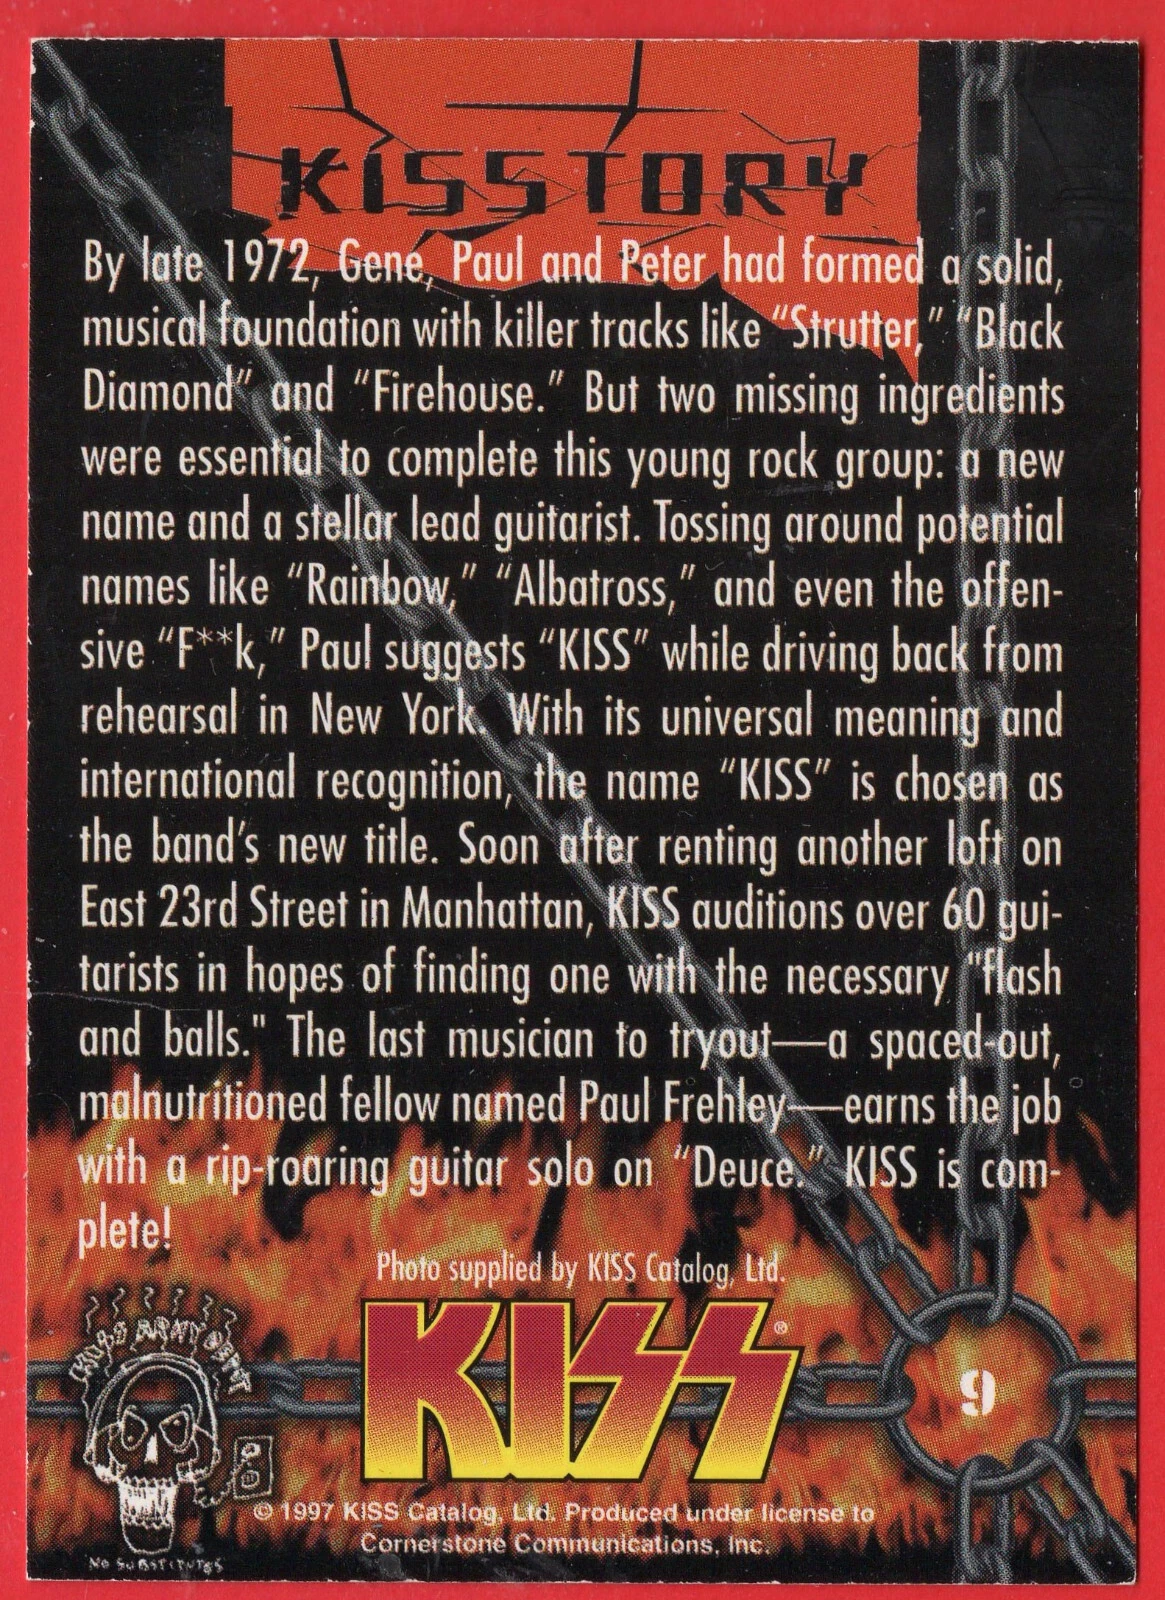 KISSTORY
By late 1972, Gene, Paul and Peter had formed a solid,
musical foundation with killer tracks like “Strutter,” “Black
Diamond” and “Firehouse.” But two missing ingredients
were essential to complete this young rock group: a new
name and a stellar lead guitarist. Tossing around potential
names like “Rainbow,” “Albatross,” and even the offen-
sive “F**k,” Paul suggests “KISS” while driving back from
rehearsal in New York. With its universal meaning and
international recognition, the name “KISS” is chosen as
the band’s new title. Soon after renting another loft on
East 23rd Street in Manhattan, KISS auditions over 60 gui-
tarists in hopes of finding one with the necessary "flash
and balls." The last musician to tryout—a spaced-out,
malnutritioned fellow named Paul Frehley—earns the job
with a rip-roaring guitar solo on “Deuce.” KISS is com-
plete!
Photo supplied by KISS Catalog, Ltd.
KISS®
9
NO SUBSTITUTES
© 1997 KISS Catalog, Ltd. Produced under license to
Cornerstone Communications, Inc.